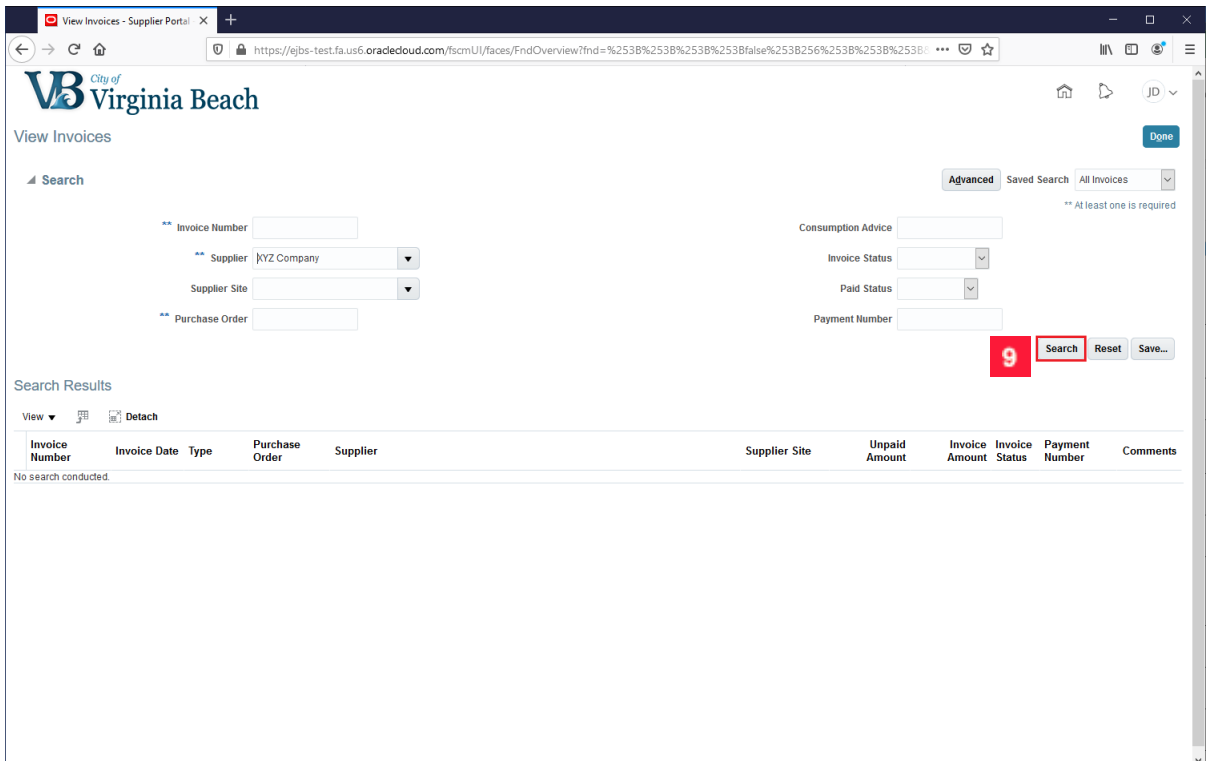 View Invoices - Supplier Portal
https://ejbs-test.fa.us6.oraclecloud.com/fscmUI/faces/FndOverview?fnd=%253B%253B%253B%253Bfalse%253B256%253B%253B%253B
City of
VB Virginia Beach
JD
View Invoices
Done
Search
Advanced Saved Search All Invoices
** At least one is required
** Invoice Number
Consumption Advice
** Supplier XYZ Company
Invoice Status
Supplier Site
Paid Status
** Purchase Order
Payment Number
9 Search Reset Save...
Search Results
View Detach
Invoice Number Invoice Date Type Purchase Order Supplier Supplier Site Unpaid Amount Invoice Amount Invoice Status Payment Number Comments
No search conducted.